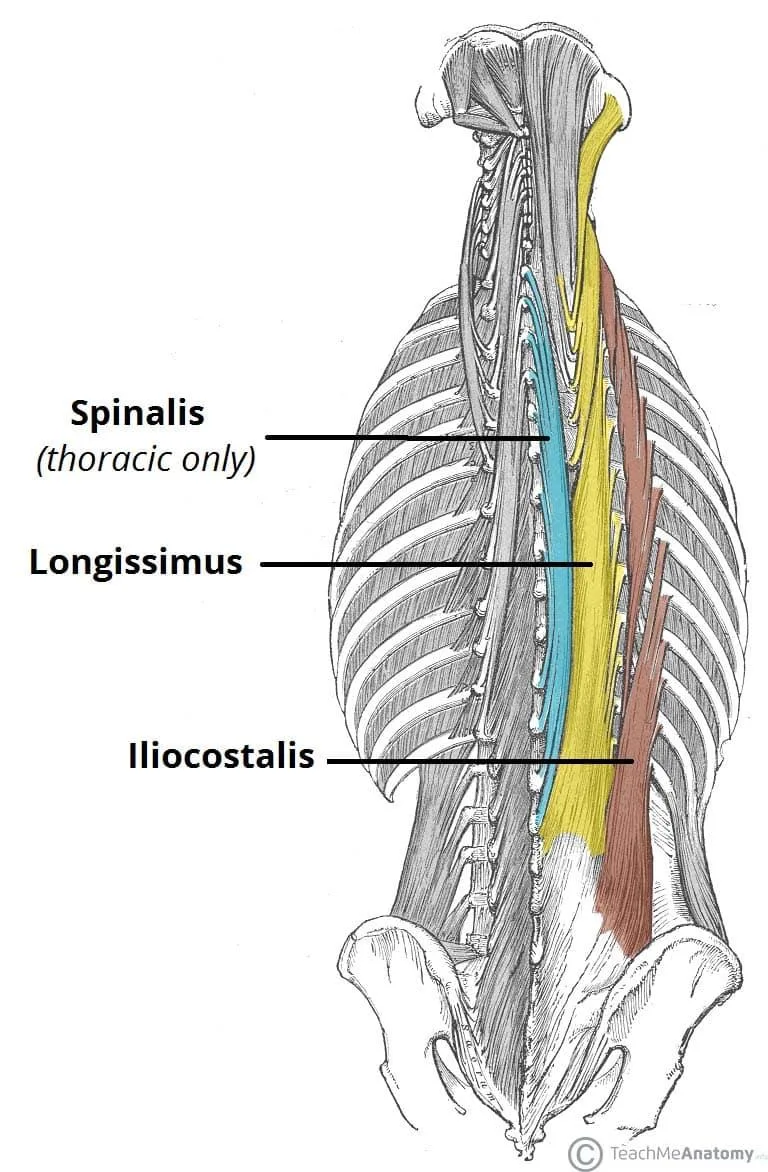 Spinalis
(thoracic only)
Longissimus
Iliocostalis
© TeachMeAnatomy